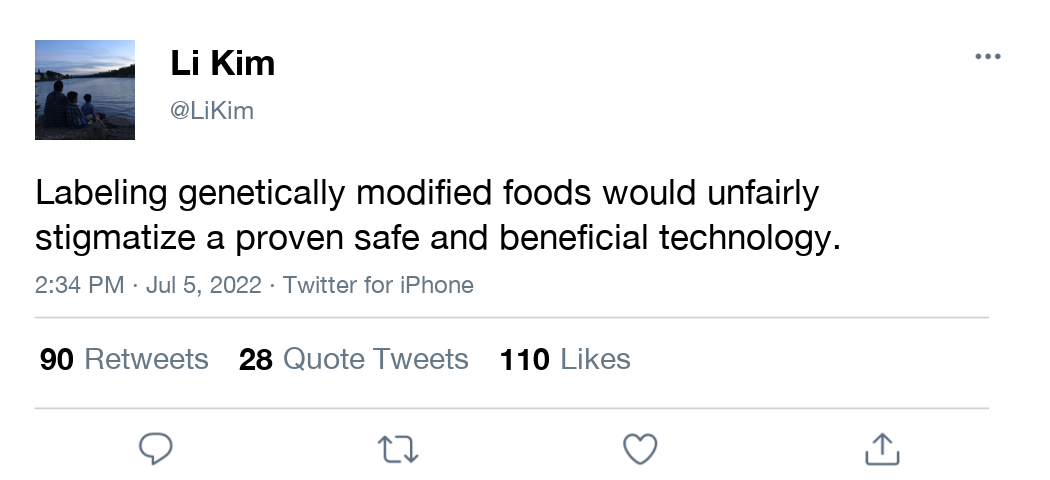 Li Kim
@LiKim
Labeling genetically modified foods would unfairly
stigmatize a proven safe and beneficial technology.
2:34 PM · Jul 5, 2022 · Twitter for iPhone
90 Retweets 28 Quote Tweets 110 Likes